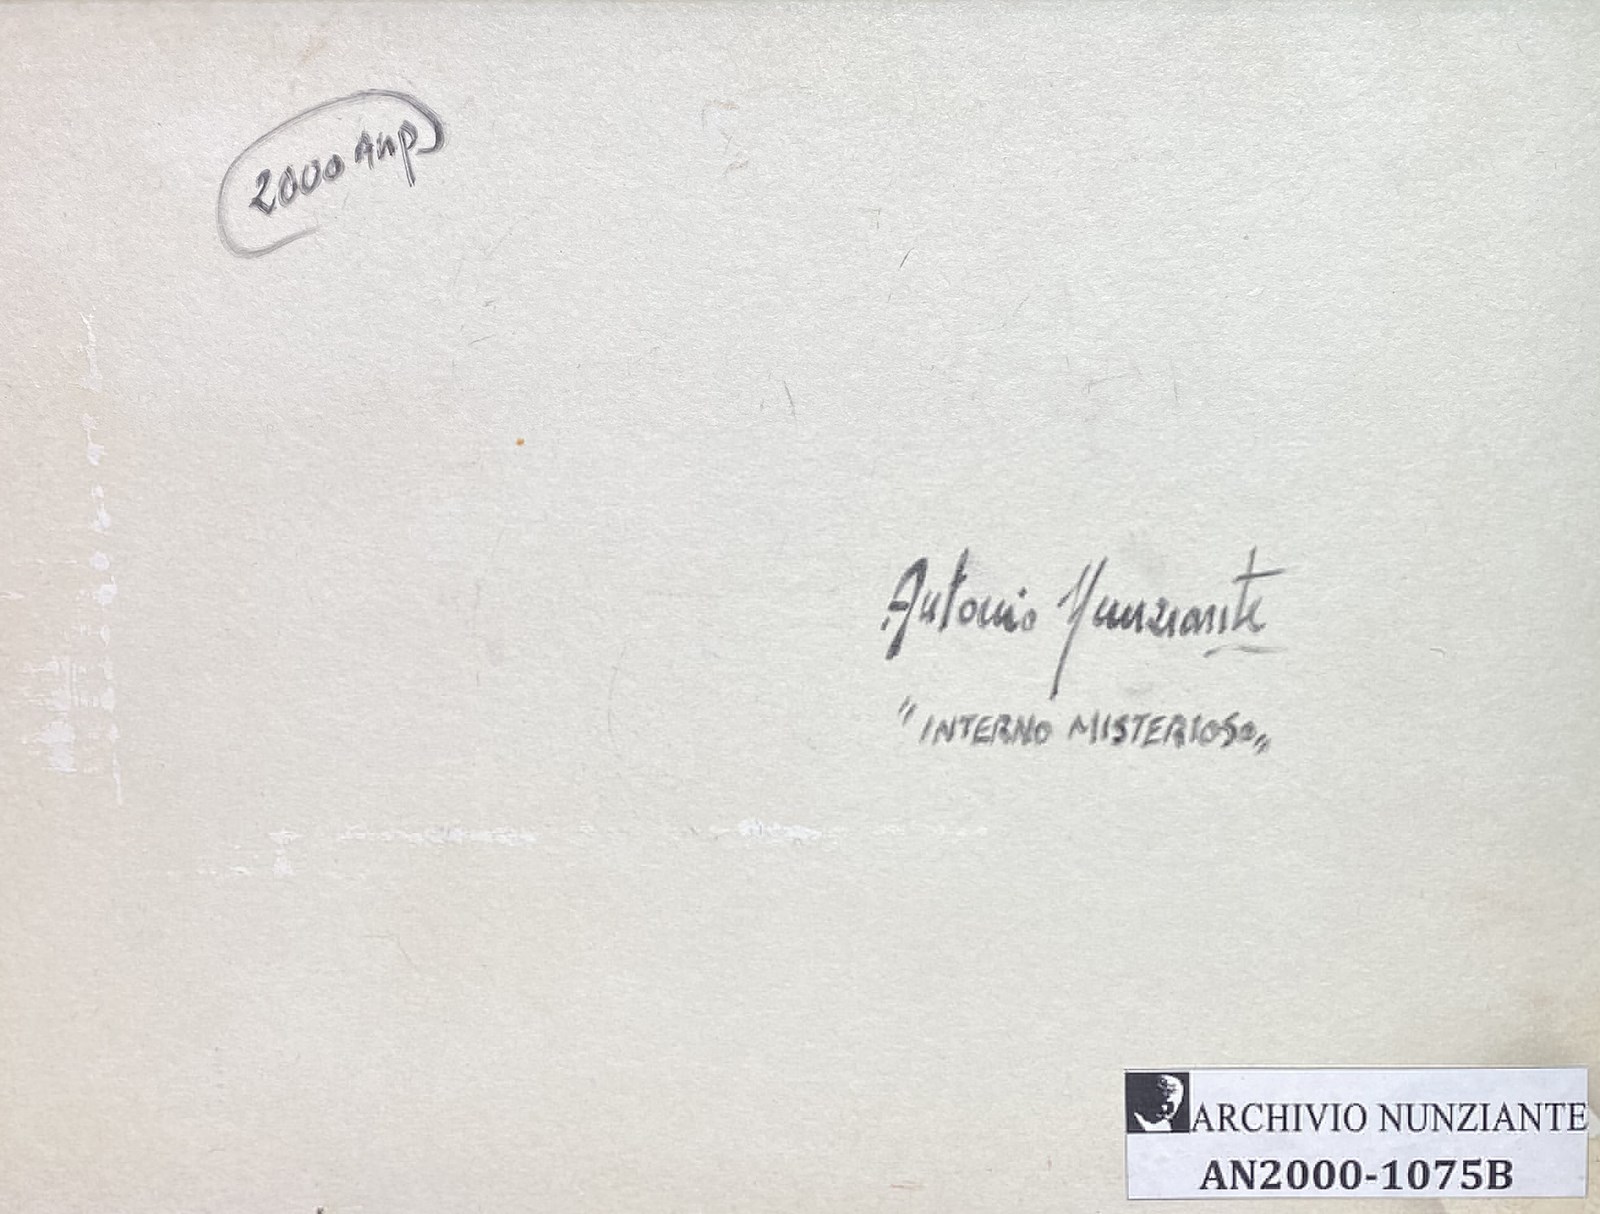 2000 Anp
Antonio Nunziante
"INTERNO MISTERIOSO"
ARCHIVIO NUNZIANTE
AN2000-1075B